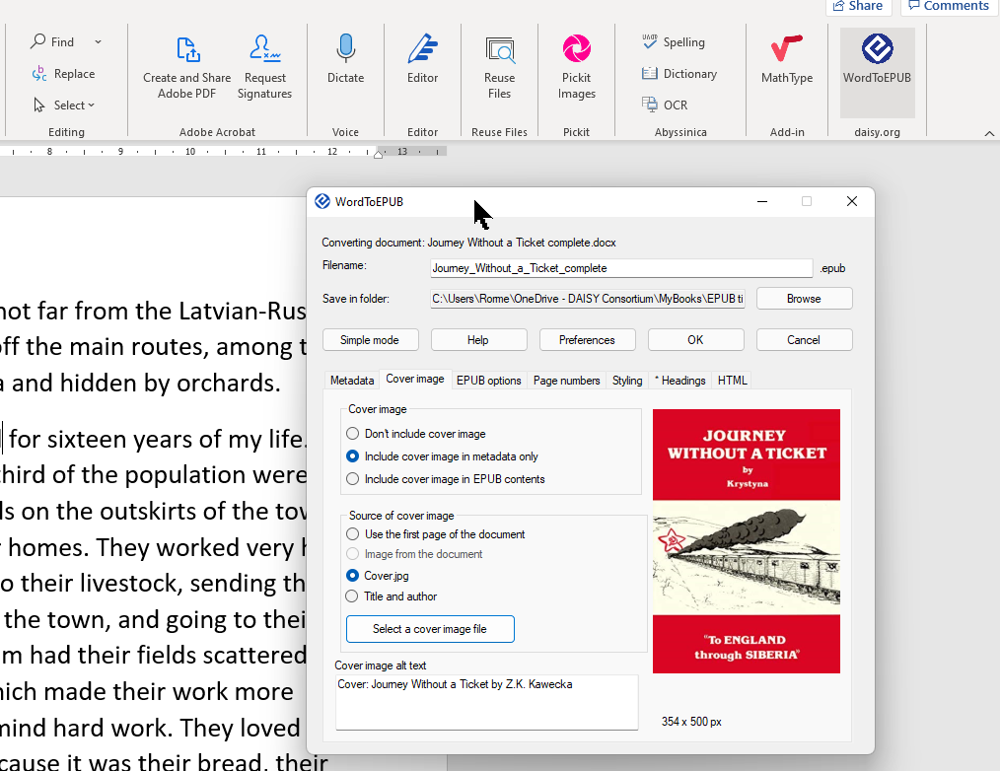 Share
Comments
Find
Replace
Select
Editing
Create and Share
Adobe PDF
Request
Signatures
Adobe Acrobat
Dictate
Voice
Editor
Editor
Reuse
Files
Reuse Files
Pickit
Images
Pickit
Spelling
Dictionary
OCR
Abyssinica
MathType
Add-in
WordToEPUB
daisy.org
8 9 10 11 12 13
not far from the Latvian-Rus
off the main routes, among t
a and hidden by orchards.
for sixteen years of my life.
third of the population were
ds on the outskirts of the tov
r homes. They worked very h
o their livestock, sending th
the town, and going to thei
m had their fields scattered
hich made their work more
mind hard work. They loved
cause it was their bread, their
WordToEPUB
Converting document: Journey Without a Ticket complete.docx
Filename:
Journey_Without_a_Ticket_complete
.epub
Save in folder:
C:\Users\Rorme\OneDrive - DAISY Consortium\MyBooks\EPUB ti
Browse
Simple mode
Help
Preferences
OK
Cancel
Metadata
Cover image
EPUB options
Page numbers
Styling
* Headings
HTML
Cover image
Don't include cover image
Include cover image in metadata only
Include cover image in EPUB contents
Source of cover image
Use the first page of the document
Image from the document
Cover.jpg
Title and author
Select a cover image file
Cover image alt text
Cover: Journey Without a Ticket by Z.K. Kawecka
JOURNEY
WITHOUT A TICKET
by
Krystyna
"To ENGLAND
through SIBERIA"
354 x 500 px